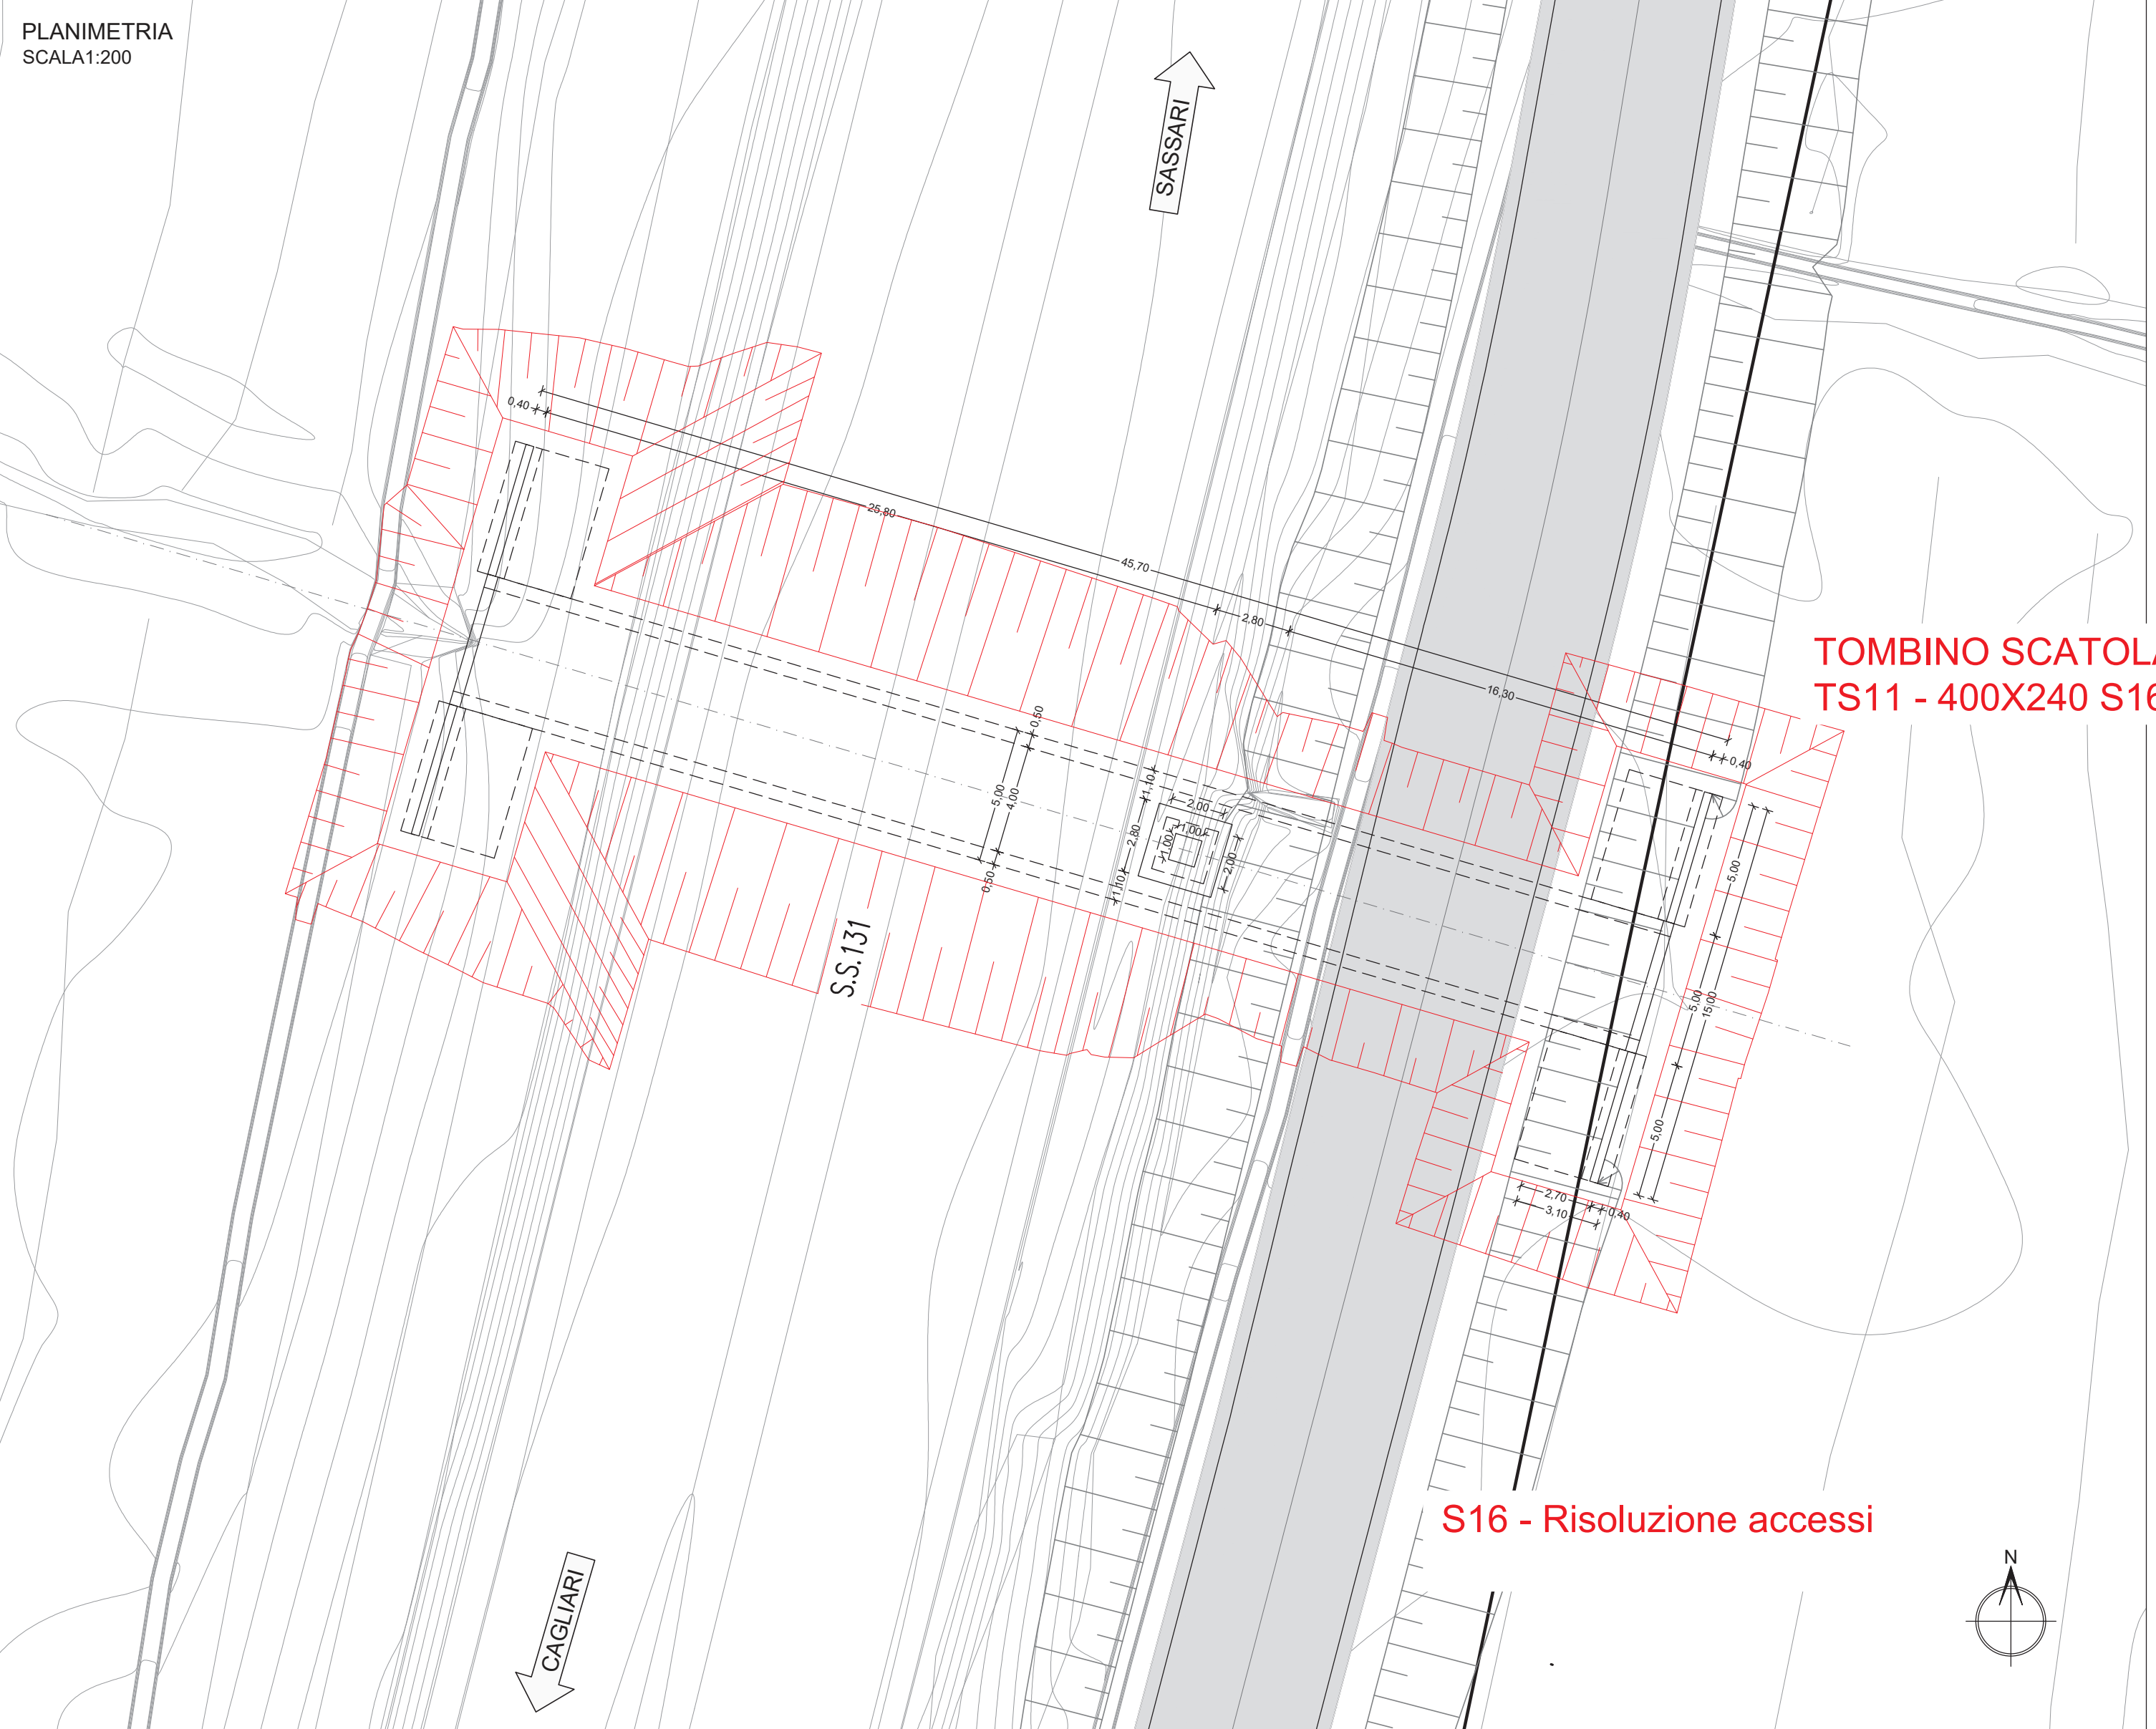 PLANIMETRIA
SCALA1:200
SASSARI
0,40
25,80
45,70
2,80
16,30
0,40
TOMBINO SCATOLA
TS11 - 400X240 S16
0,50
5,00
4,00
0,50
1,10
2,00
1,00
1,00
2,80
2,00
1,10
5,00
5,00
15,00
5,00
2,70
3,10
0,40
S.S.131
S16 - Risoluzione accessi
CAGLIARI
N